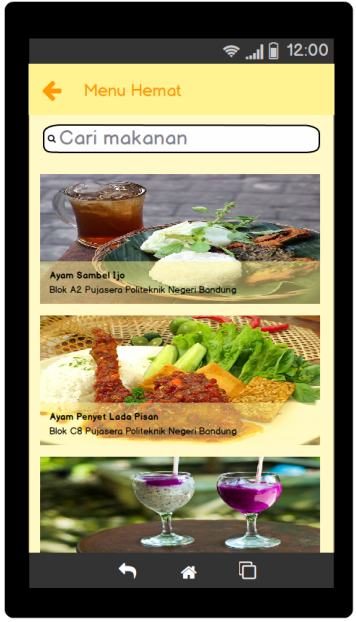 12:00
Menu Hemat
Cari makanan
Ayam Sambel Ijo
Blok A2 Pujasera Politeknik Negeri Bandung
Ayam Penyet Lada Pisan
Blok C8 Pujasera Politeknik Negeri Bandung